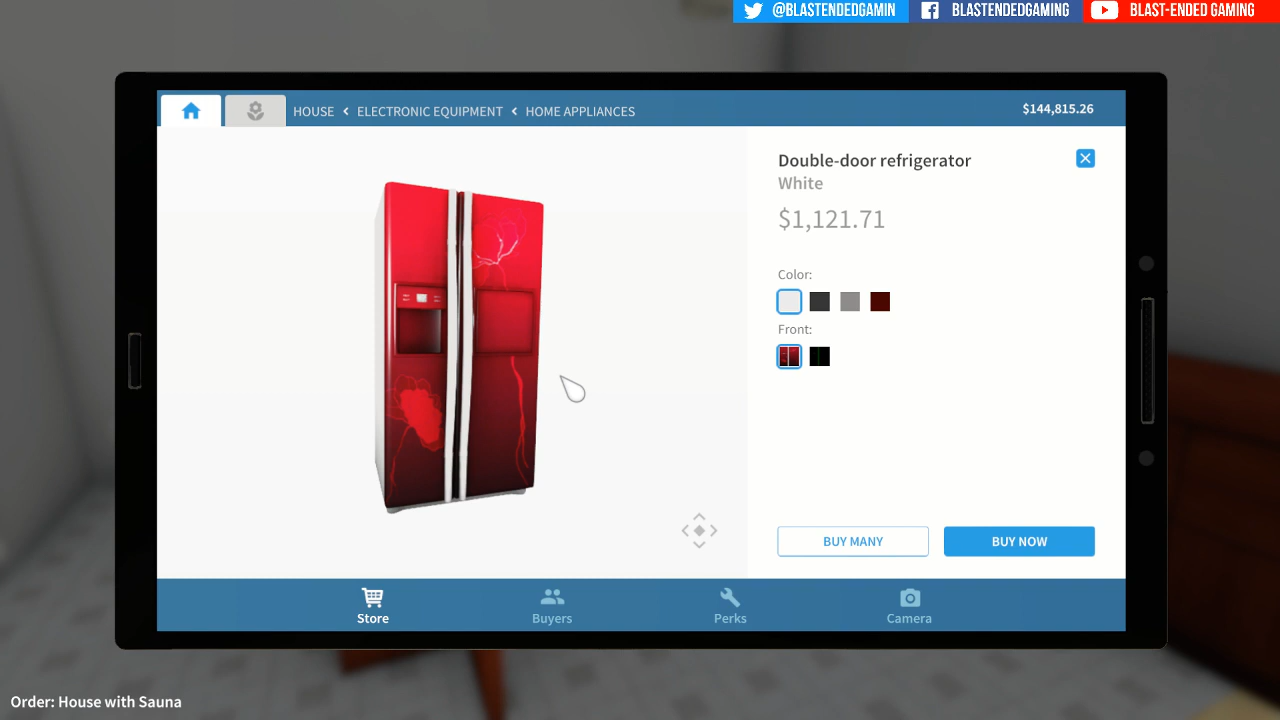 @BLASTENDEDGAMIN BLASTENDEDGAMING BLAST-ENDED GAMING
HOUSE < ELECTRONIC EQUIPMENT < HOME APPLIANCES
$144,815.26
Double-door refrigerator
White
$1,121.71
Color:
Front:
BUY MANY BUY NOW
Store Buyers Perks Camera
Order: House with Sauna